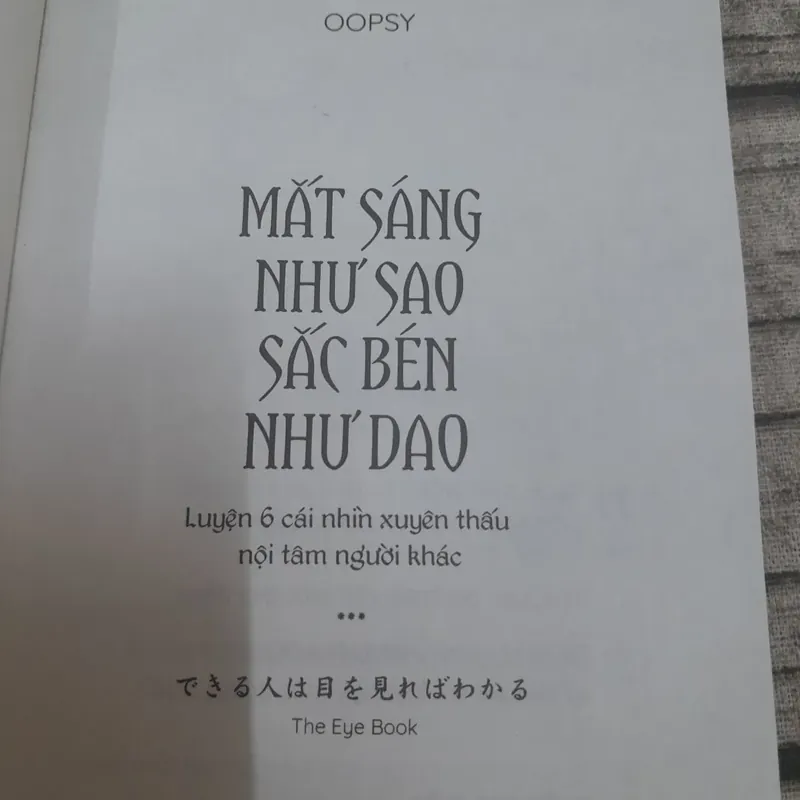 OOPSY
MẮT SÁNG
NHƯ SAO
SẮC BÉN
NHƯ DAO
Luyện 6 cái nhìn xuyên thấu
nội tâm người khác
•••
できる人は目を見ればわかる
The Eye Book